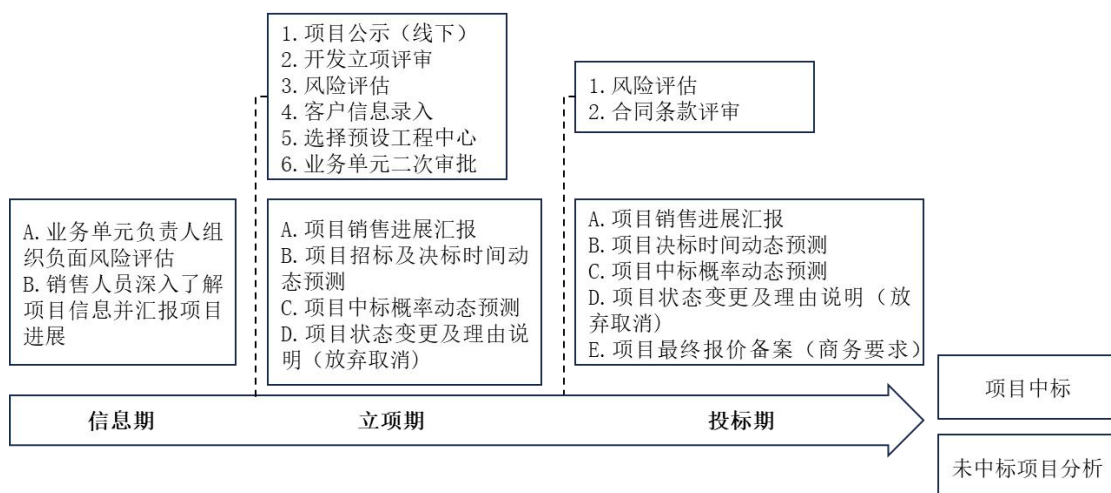 1. 项目公示（线下）
2. 开发立项评审
3. 风险评估
4. 客户信息录入
5. 选择预设工程中心
6. 业务单元二次审批
1. 风险评估
2. 合同条款评审
A. 业务单元负责人组
织负面风险评估
B. 销售人员深入了解
项目信息并汇报项目
进展
A. 项目销售进展汇报
B. 项目招标及决标时间动
态预测
C. 项目中标概率动态预测
D. 项目状态变更及理由说
明（放弃取消)
A. 项目销售进展汇报
B. 项目决标时间动态预测
C. 项目中标概率动态预测
D. 项目状态变更及理由说明（放
弃取消)
E. 项目最终报价备案（商务要求）
信息期
立项期
投标期
项目中标
未中标项目分析